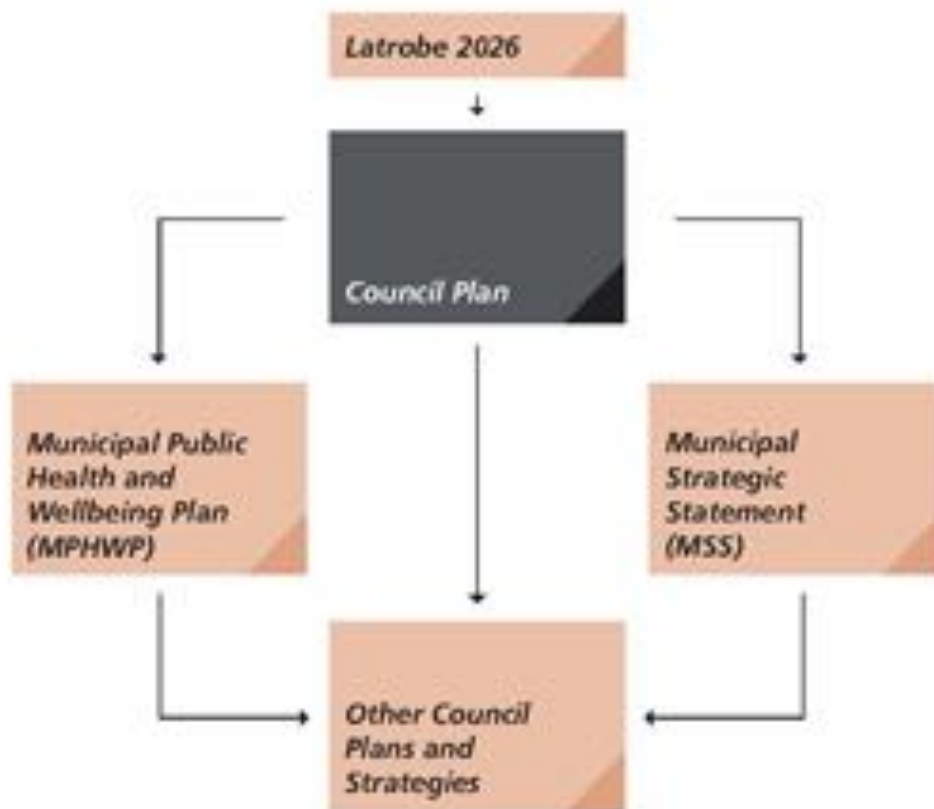 Latrobe 2026
Council Plan
Municipal Public
Health and
Wellbeing Plan
(MPHWP)
Municipal
Strategic
Statement
(MSS)
Other Council
Plans and
Strategies